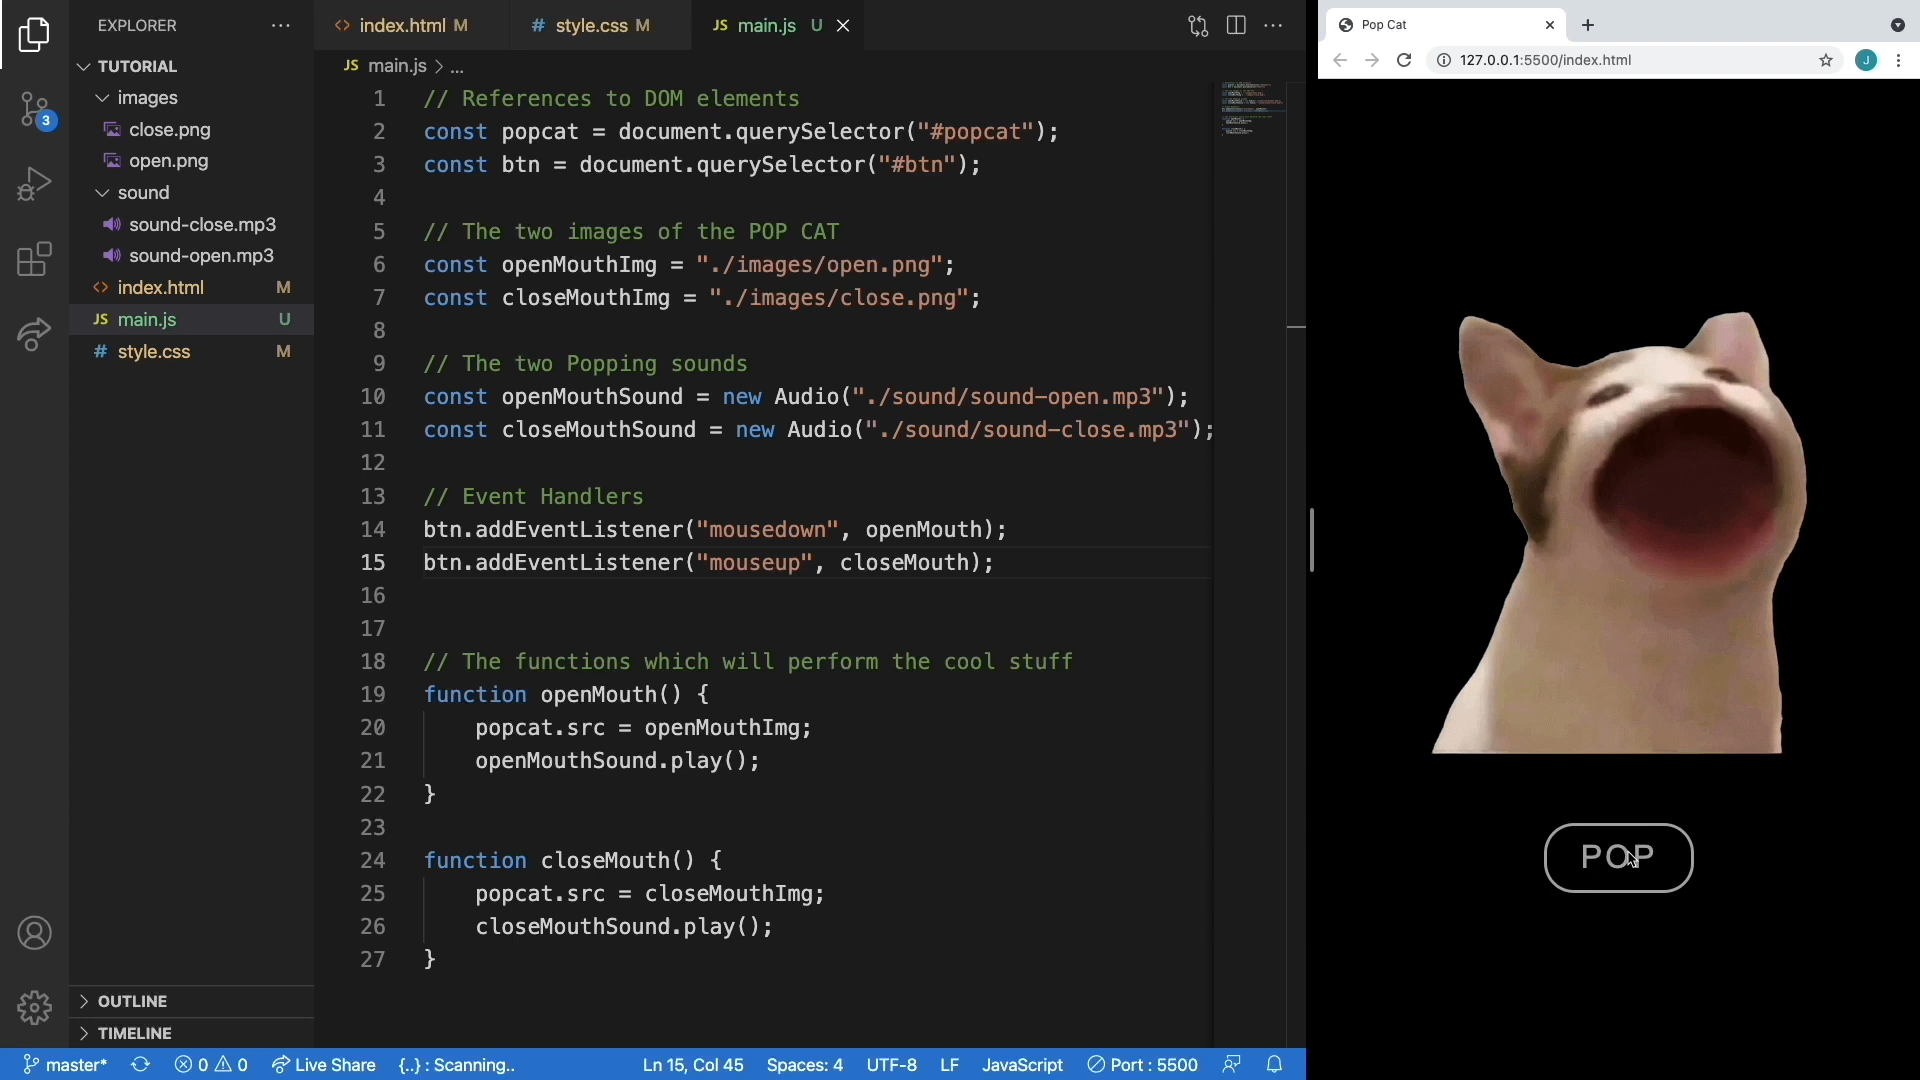 EXPLORER
TUTORIAL
images
close.png
open.png
sound
sound-close.mp3
sound-open.mp3
index.html M
main.js U
style.css M
OUTLINE
TIMELINE
3
index.html M
style.css M
main.js U
main.js > ...
1 // References to DOM elements
2 const popcat = document.querySelector("#popcat");
3 const btn = document.querySelector("#btn");
4
5 // The two images of the POP CAT
6 const openMouthImg = "./images/open.png";
7 const closeMouthImg = "./images/close.png";
8
9 // The two Popping sounds
10 const openMouthSound = new Audio("./sound/sound-open.mp3");
11 const closeMouthSound = new Audio("./sound/sound-close.mp3");
12
13 // Event Handlers
14 btn.addEventListener("mousedown", openMouth);
15 btn.addEventListener("mouseup", closeMouth);
16
17
18 // The functions which will perform the cool stuff
19 function openMouth() {
20 popcat.src = openMouthImg;
21 openMouthSound.play();
22 }
23
24 function closeMouth() {
25 popcat.src = closeMouthImg;
26 closeMouthSound.play();
27 }
master* 0 0 Live Share {..} : Scanning.. Ln 15, Col 45 Spaces: 4 UTF-8 LF JavaScript Port : 5500
Pop Cat
127.0.0.1:5500/index.html
J
POP